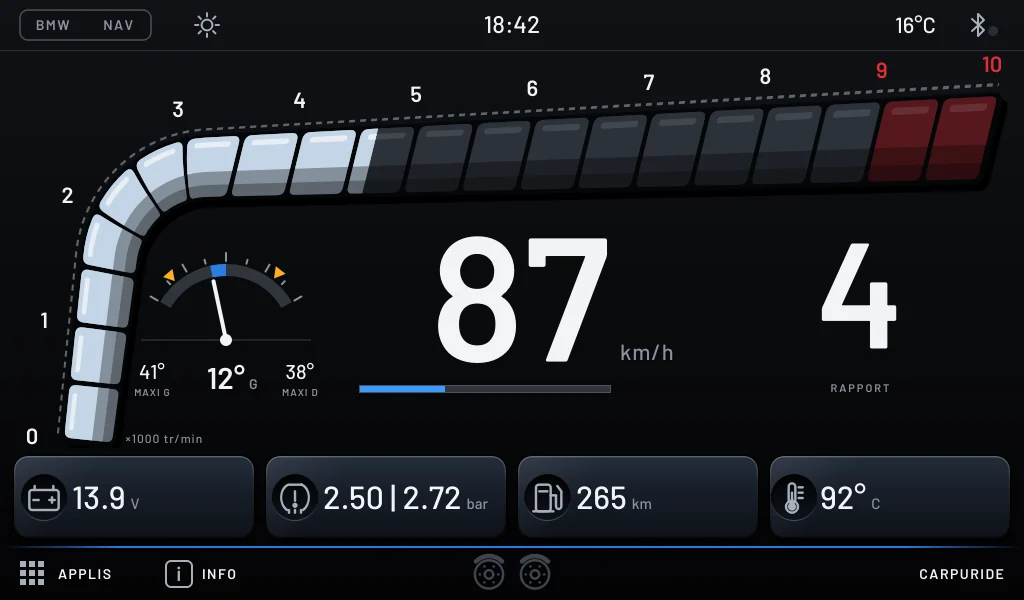 BMW NAV
18:42
16°C
0
1
2
3
4
5
6
7
8
9
10
×1000 tr/min
41°
MAXI G
12° G
38°
MAXI D
87 km/h
4
RAPPORT
13.9 V
2.50 | 2.72 bar
265 km
92° C
APPLIS
INFO
CARPURIDE